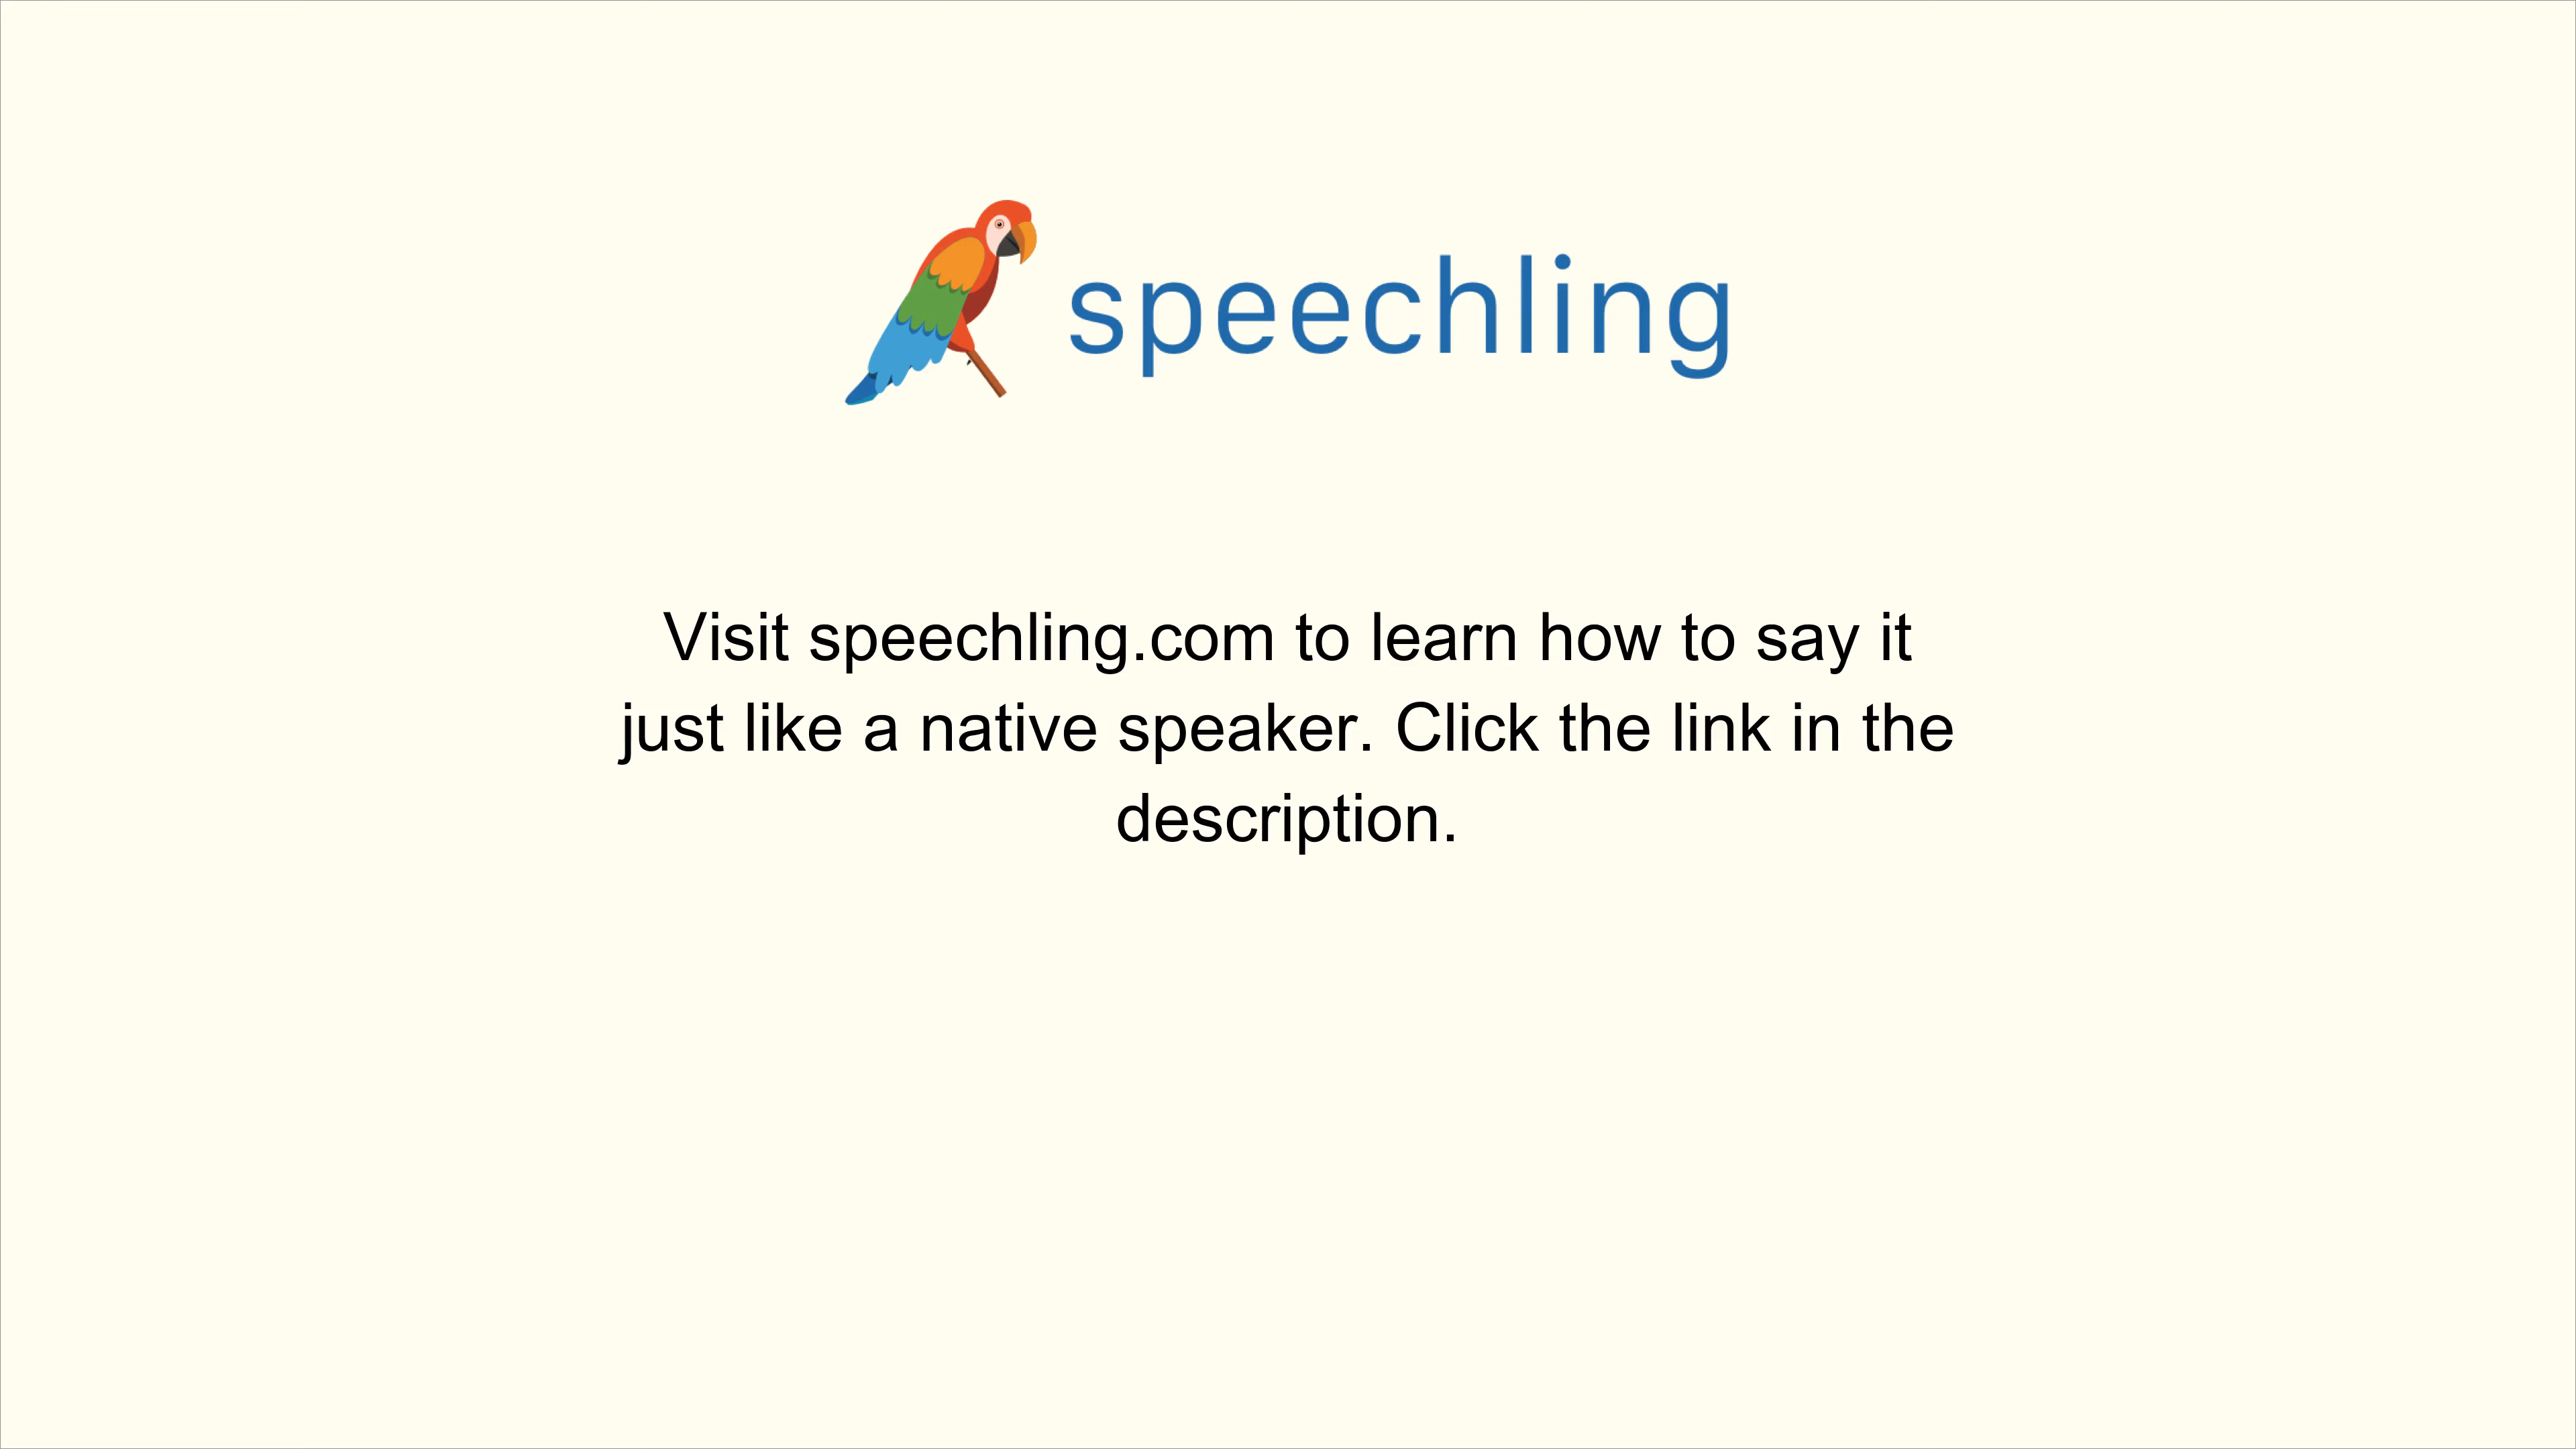 speechling
Visit speechling.com to learn how to say it
just like a native speaker. Click the link in the
description.